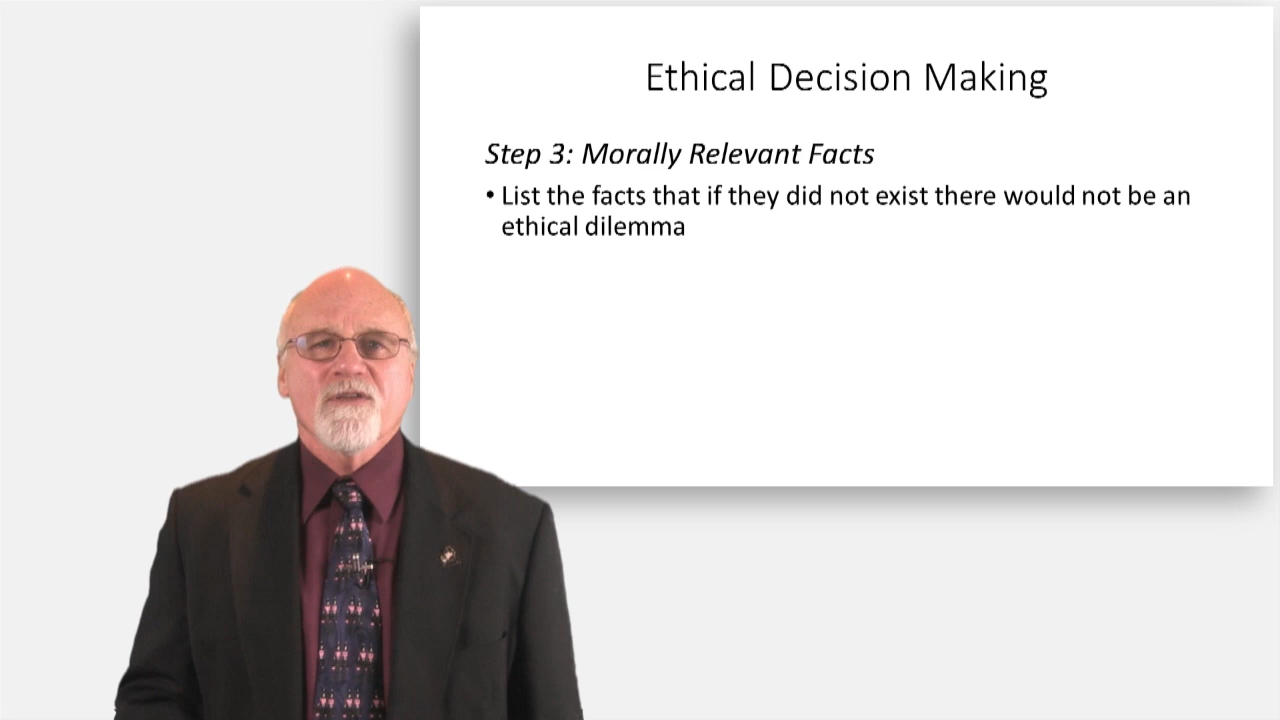 Ethical Decision Making
Step 3: Morally Relevant Facts
• List the facts that if they did not exist there would not be an
ethical dilemma